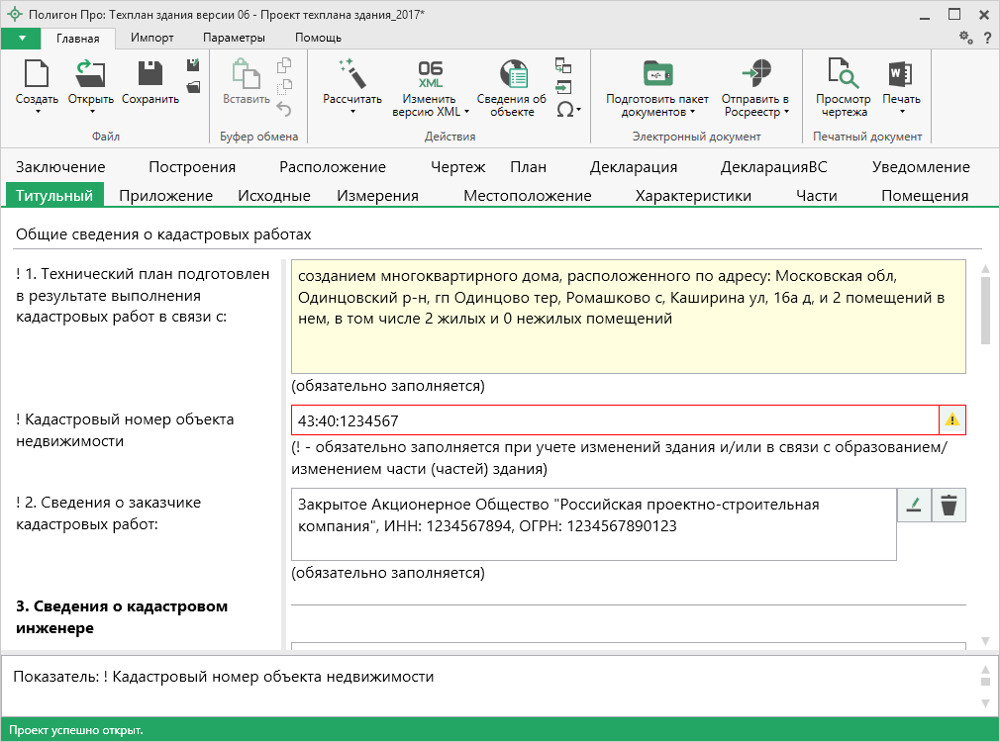 Полигон Про: Техплан здания версии 06 - Проект техплана здания_2017*
Главная Импорт Параметры Помощь ?
Создать Открыть Сохранить
Файл
Вставить
Буфер обмена
Рассчитать
06 XML
Изменить
версию XML
Сведения об
объекте
Ω
Действия
Подготовить пакет
документов
Отправить в
Росреестр
Электронный документ
Просмотр
чертежа
W
Печать
Печатный документ
Заключение Построения Расположение Чертеж План Декларация ДекларацияВС Уведомление
Титульный Приложение Исходные Измерения Местоположение Характеристики Части Помещения
Общие сведения о кадастровых работах
! 1. Технический план подготовлен
в результате выполнения
кадастровых работ в связи с:
созданием многоквартирного дома, расположенного по адресу: Московская обл,
Одинцовский р-н, гп Одинцово тер, Ромашково с, Каширина ул, 16а д, и 2 помещений в
нем, в том числе 2 жилых и 0 нежилых помещений
(обязательно заполняется)
! Кадастровый номер объекта
недвижимости
43:40:1234567
(! - обязательно заполняется при учете изменений здания и/или в связи с образованием/
изменением части (частей) здания)
! 2. Сведения о заказчике
кадастровых работ:
Закрытое Акционерное Общество "Российская проектно-строительная
компания", ИНН: 1234567894, ОГРН: 1234567890123
(обязательно заполняется)
3. Сведения о кадастровом
инженере
Показатель: ! Кадастровый номер объекта недвижимости
Проект успешно открыт.